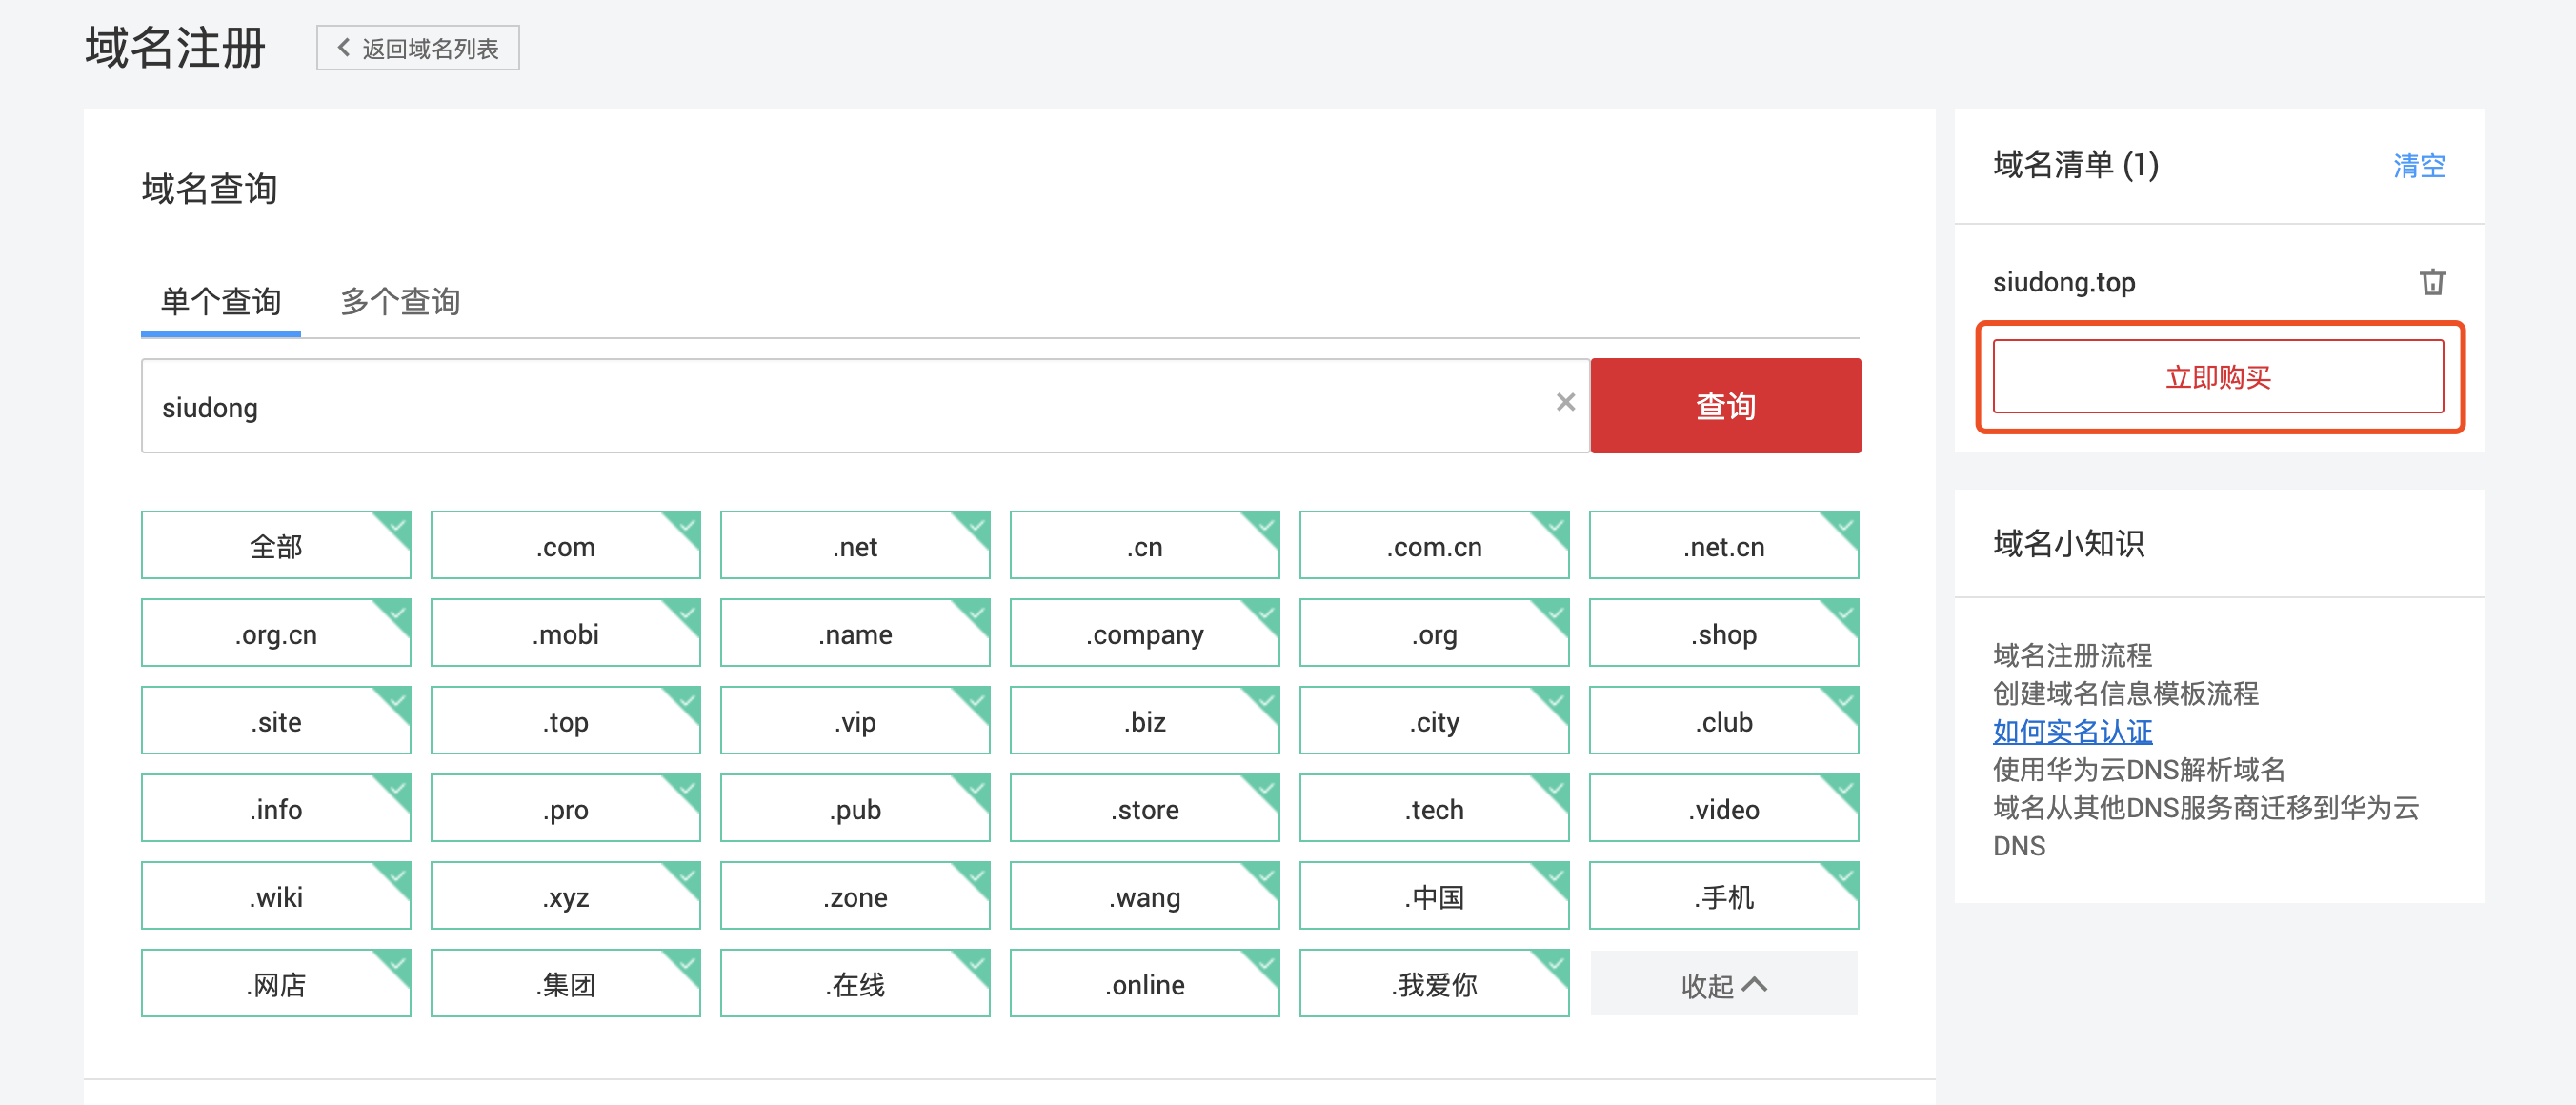 域名注册
返回域名列表
域名查询
单个查询 多个查询
siudong
查询
全部 .com .net .cn .com.cn .net.cn
.org.cn .mobi .name .company .org .shop
.site .top .vip .biz .city .club
.info .pro .pub .store .tech .video
.wiki .xyz .zone .wang .中国 .手机
.网店 .集团 .在线 .online .我爱你 收起
域名清单 (1) 清空
siudong.top
立即购买
域名小知识
域名注册流程
创建域名信息模板流程
如何实名认证
使用华为云DNS解析域名
域名从其他DNS服务商迁移到华为云
DNS